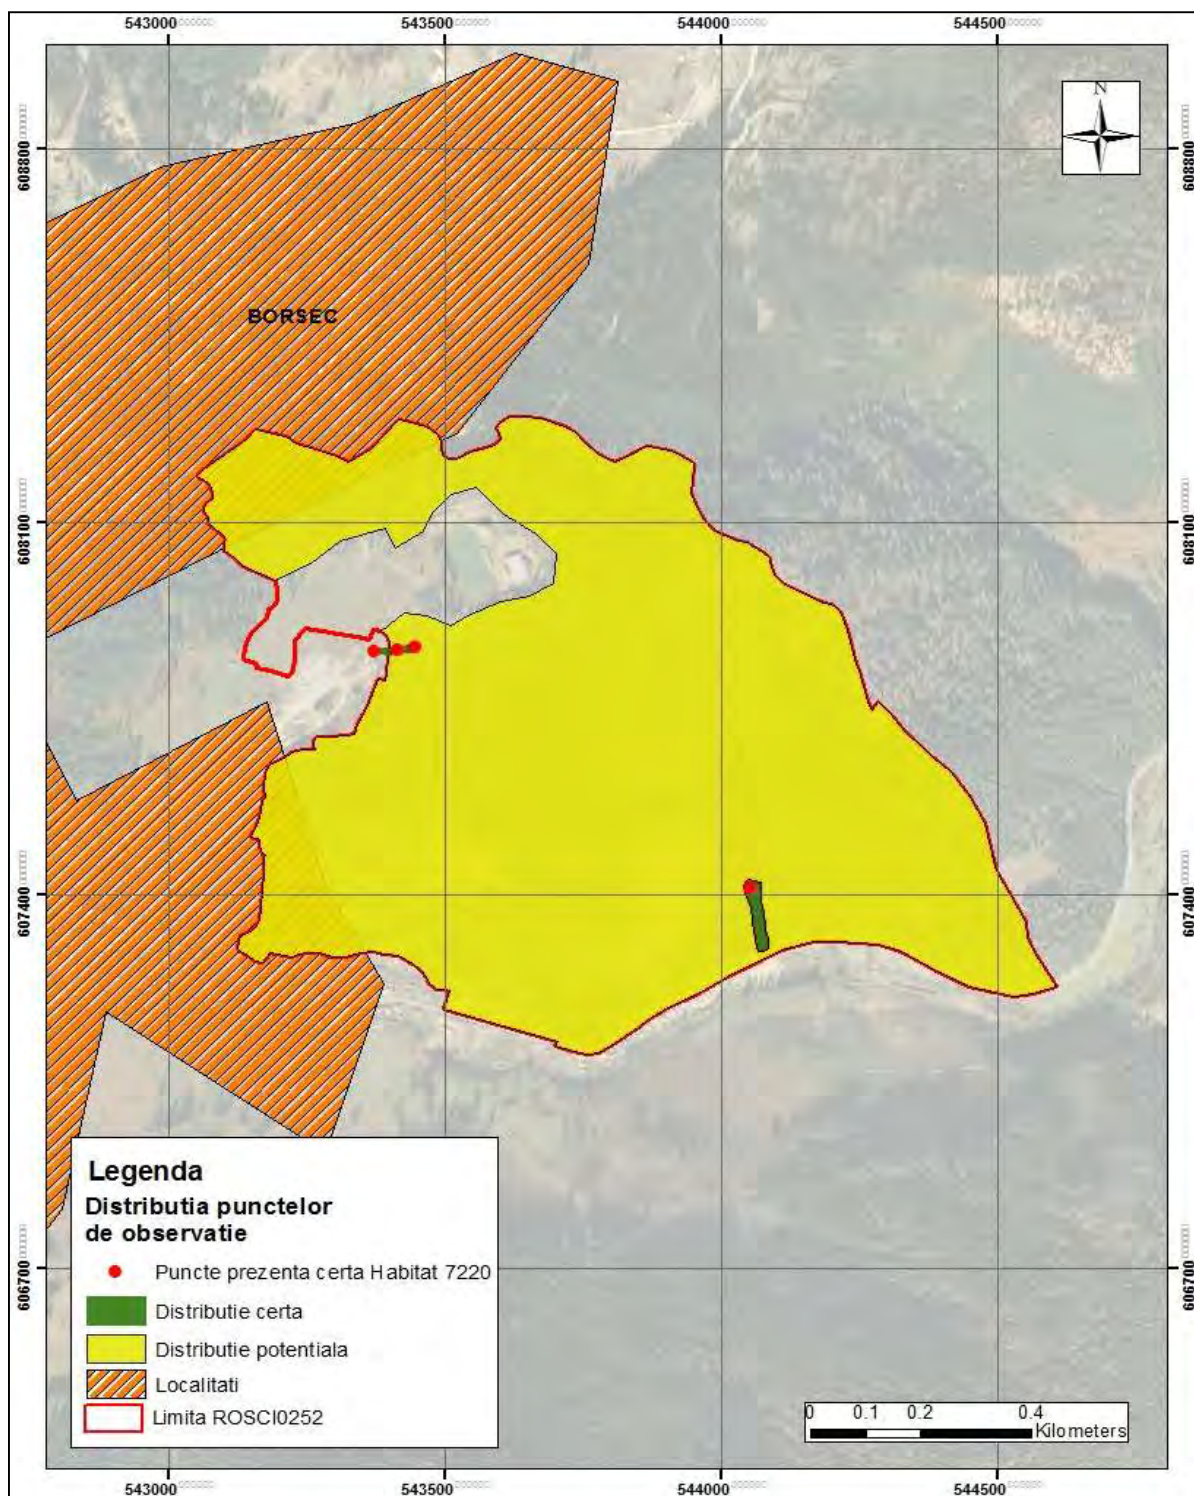 543000 543500 544000 544500
N
608800 608800
BORSEC
608100 608100
607400 607400
606700 606700
Legenda
Distributia punctelor
de observatie
Puncte prezenta certa Habitat 7220
Distributie certa
Distributie potentiala
Localitati
Limita ROSCI0252
0 0.1 0.2 0.4
Kilometers
543000 543500 544000 544500